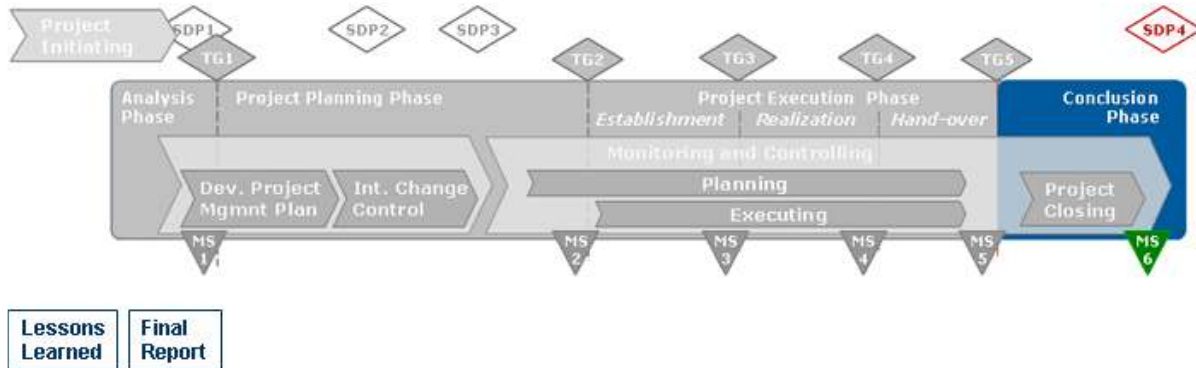 Project
Initiating
SDP1
SDP2
SDP3
SDP4
TG1
TG2
TG3
TG4
TG5
Analysis
Phase
Project Planning Phase
Project Execution Phase
Establishment
Realization
Hand-over
Conclusion
Phase
Monitoring and Controlling
Dev. Project
Mgmnt Plan
Int. Change
Control
Planning
Executing
Project
Closing
MS
1
MS
2
MS
3
MS
4
MS
5
MS
6
Lessons
Learned
Final
Report